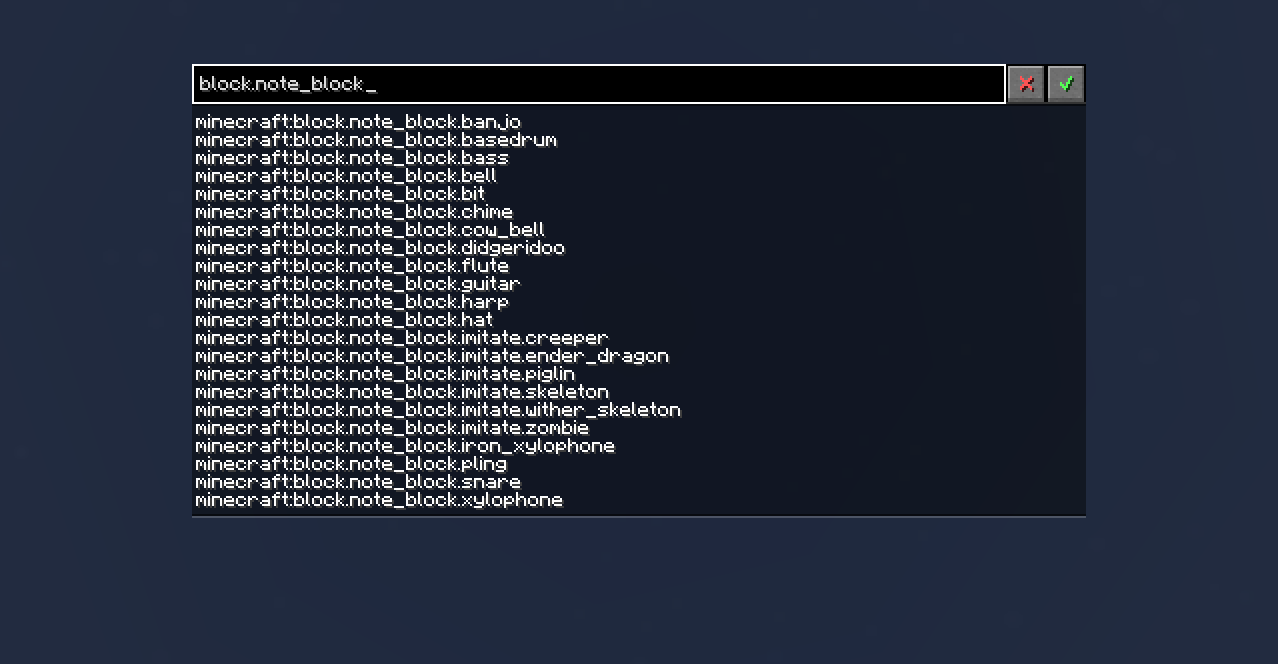 block.note_block_
minecraft:block.note_block.banjo
minecraft:block.note_block.basedrum
minecraft:block.note_block.bass
minecraft:block.note_block.bell
minecraft:block.note_block.bit
minecraft:block.note_block.chime
minecraft:block.note_block.cow_bell
minecraft:block.note_block.didgeridoo
minecraft:block.note_block.flute
minecraft:block.note_block.guitar
minecraft:block.note_block.harp
minecraft:block.note_block.hat
minecraft:block.note_block.imitate.creeper
minecraft:block.note_block.imitate.ender_dragon
minecraft:block.note_block.imitate.piglin
minecraft:block.note_block.imitate.skeleton
minecraft:block.note_block.imitate.wither_skeleton
minecraft:block.note_block.imitate.zombie
minecraft:block.note_block.iron_xylophone
minecraft:block.note_block.pling
minecraft:block.note_block.snare
minecraft:block.note_block.xylophone